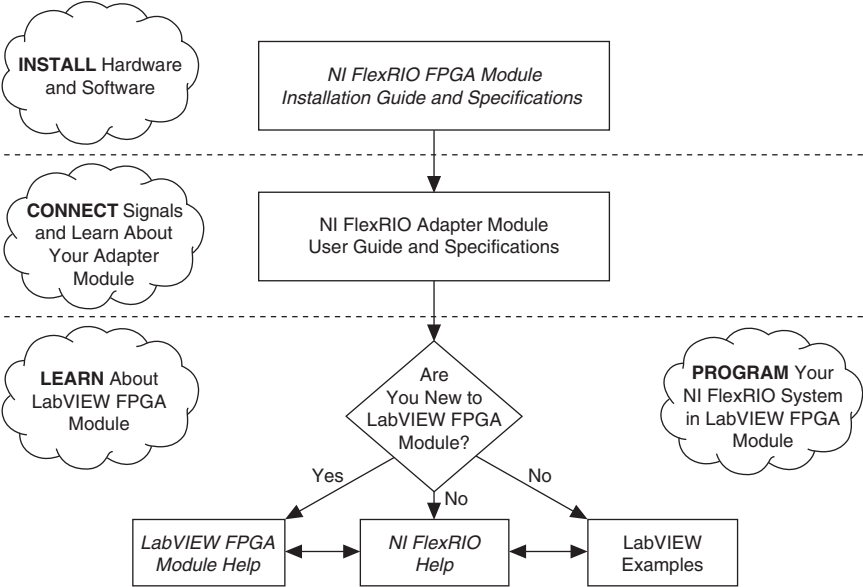 INSTALL Hardware
and Software
NI FlexRIO FPGA Module
Installation Guide and Specifications
CONNECT Signals
and Learn About
Your Adapter
Module
NI FlexRIO Adapter Module
User Guide and Specifications
LEARN About
LabVIEW FPGA
Module
Are
You New to
LabVIEW FPGA
Module?
PROGRAM Your
NI FlexRIO System
in LabVIEW FPGA
Module
Yes
No
No
LabVIEW FPGA
Module Help
NI FlexRIO
Help
LabVIEW
Examples